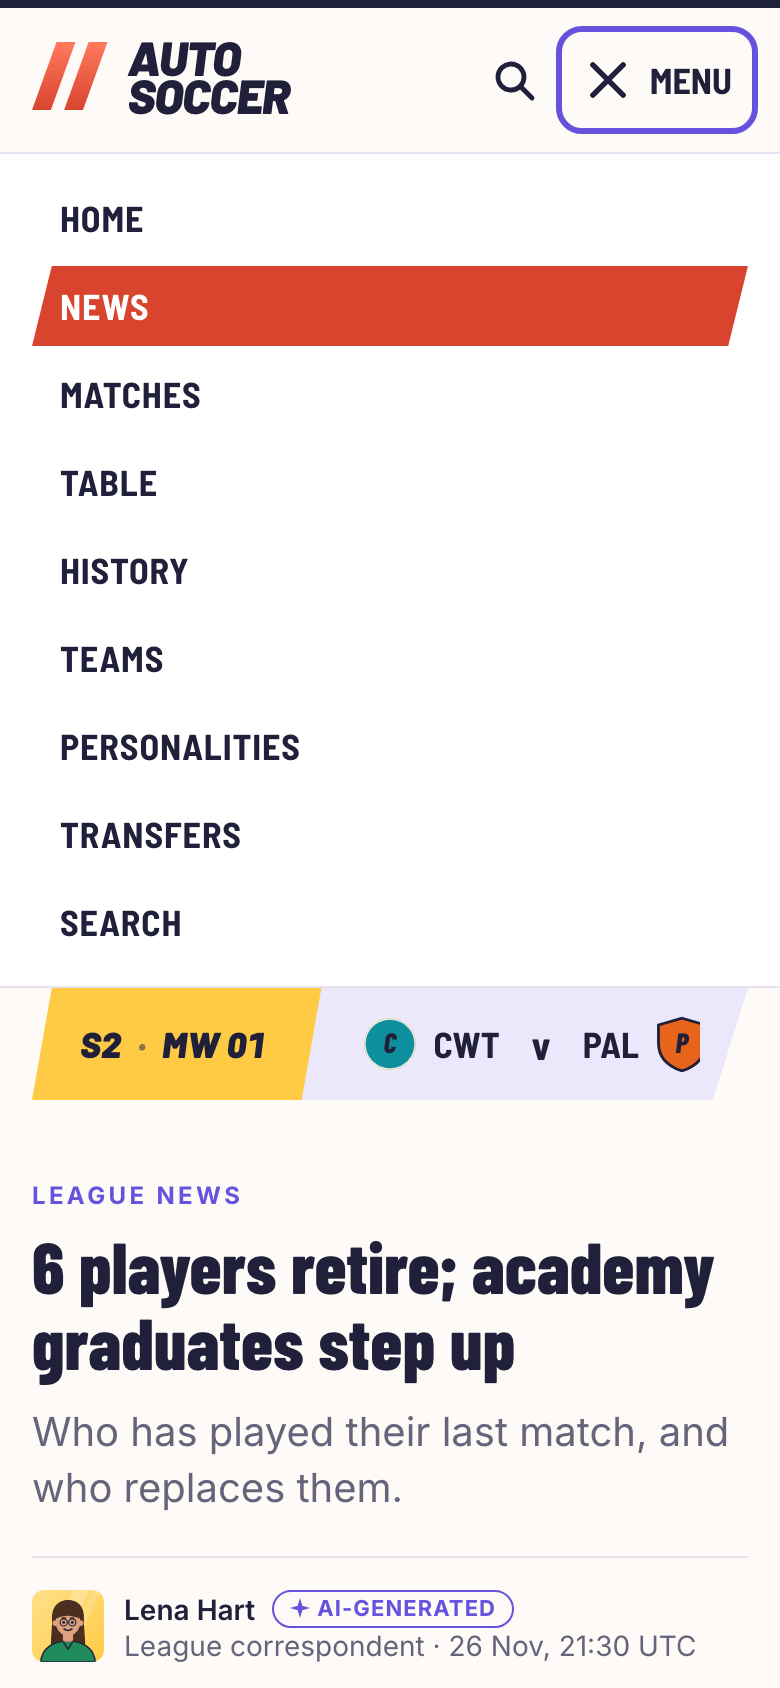 AUTO
SOCCER
MENU
HOME
NEWS
MATCHES
TABLE
HISTORY
TEAMS
PERSONALITIES
TRANSFERS
SEARCH
S2 · MW 01
C CWT v PAL P
LEAGUE NEWS
6 players retire; academy
graduates step up
Who has played their last match, and
who replaces them.
Lena Hart AI-GENERATED
League correspondent · 26 Nov, 21:30 UTC